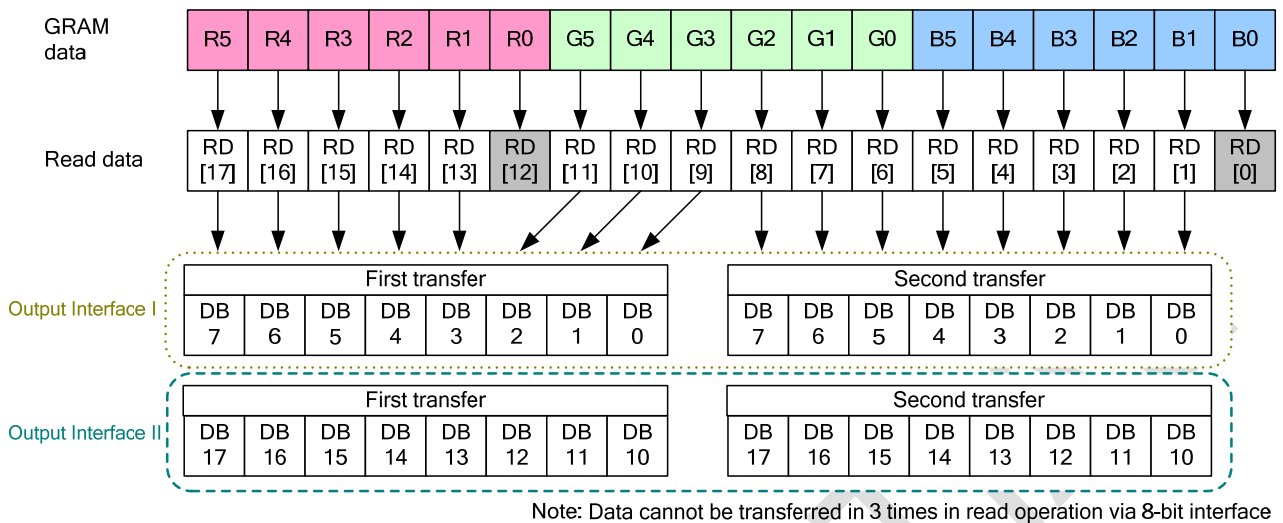 GRAM data R5 R4 R3 R2 R1 R0 G5 G4 G3 G2 G1 G0 B5 B4 B3 B2 B1 B0
Read data RD [17] RD [16] RD [15] RD [14] RD [13] RD [12] RD [11] RD [10] RD [9] RD [8] RD [7] RD [6] RD [5] RD [4] RD [3] RD [2] RD [1] RD [0]
First transfer Second transfer
Output Interface I DB 7 DB 6 DB 5 DB 4 DB 3 DB 2 DB 1 DB 0 DB 7 DB 6 DB 5 DB 4 DB 3 DB 2 DB 1 DB 0
First transfer Second transfer
Output Interface II DB 17 DB 16 DB 15 DB 14 DB 13 DB 12 DB 11 DB 10 DB 17 DB 16 DB 15 DB 14 DB 13 DB 12 DB 11 DB 10
Note: Data cannot be transferred in 3 times in read operation via 8-bit interface